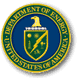 DEPARTMENT OF ENERGY
UNITED STATES OF AMERICA